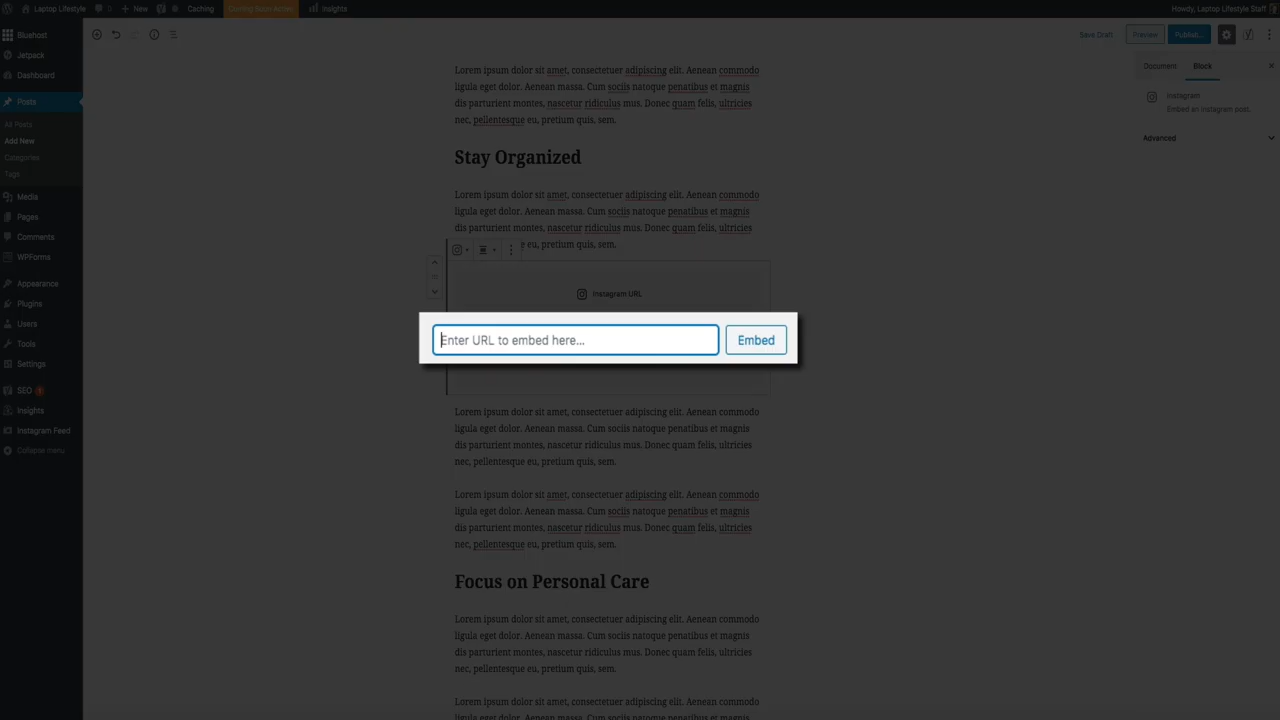 Laptop Lifestyle
New
Caching
Coming Soon Active
Insights
Howdy, Laptop Lifestyle Staff
Bluehost
Jetpack
Dashboard
Posts
All Posts
Add New
Categories
Tags
Media
Pages
Comments
WPForms
Appearance
Plugins
Users
Tools
Settings
SEO
Insights
Instagram Feed
Collapse menu
Save Draft
Preview
Publish...
Document
Block
Instagram
Embed an Instagram post.
Advanced
Lorem ipsum dolor sit amet, consectetuer adipiscing elit. Aenean commodo
ligula eget dolor. Aenean massa. Cum sociis natoque penatibus et magnis
dis parturient montes, nascetur ridiculus mus. Donec quam felis, ultricies
nec, pellentesque eu, pretium quis, sem.
Stay Organized
Lorem ipsum dolor sit amet, consectetuer adipiscing elit. Aenean commodo
ligula eget dolor. Aenean massa. Cum sociis natoque penatibus et magnis
dis parturient montes, nascetur ridiculus mus. Donec quam felis, ultricies
e eu, pretium quis, sem.
Instagram URL
Enter URL to embed here...
Embed
Lorem ipsum dolor sit amet, consectetuer adipiscing elit. Aenean commodo
ligula eget dolor. Aenean massa. Cum sociis natoque penatibus et magnis
dis parturient montes, nascetur ridiculus mus. Donec quam felis, ultricies
nec, pellentesque eu, pretium quis, sem.
Lorem ipsum dolor sit amet, consectetuer adipiscing elit. Aenean commodo
ligula eget dolor. Aenean massa. Cum sociis natoque penatibus et magnis
dis parturient montes, nascetur ridiculus mus. Donec quam felis, ultricies
nec, pellentesque eu, pretium quis, sem.
Focus on Personal Care
Lorem ipsum dolor sit amet, consectetuer adipiscing elit. Aenean commodo
ligula eget dolor. Aenean massa. Cum sociis natoque penatibus et magnis
dis parturient montes, nascetur ridiculus mus. Donec quam felis, ultricies
nec, pellentesque eu, pretium quis, sem.
Lorem ipsum dolor sit amet, consectetuer adipiscing elit. Aenean commodo